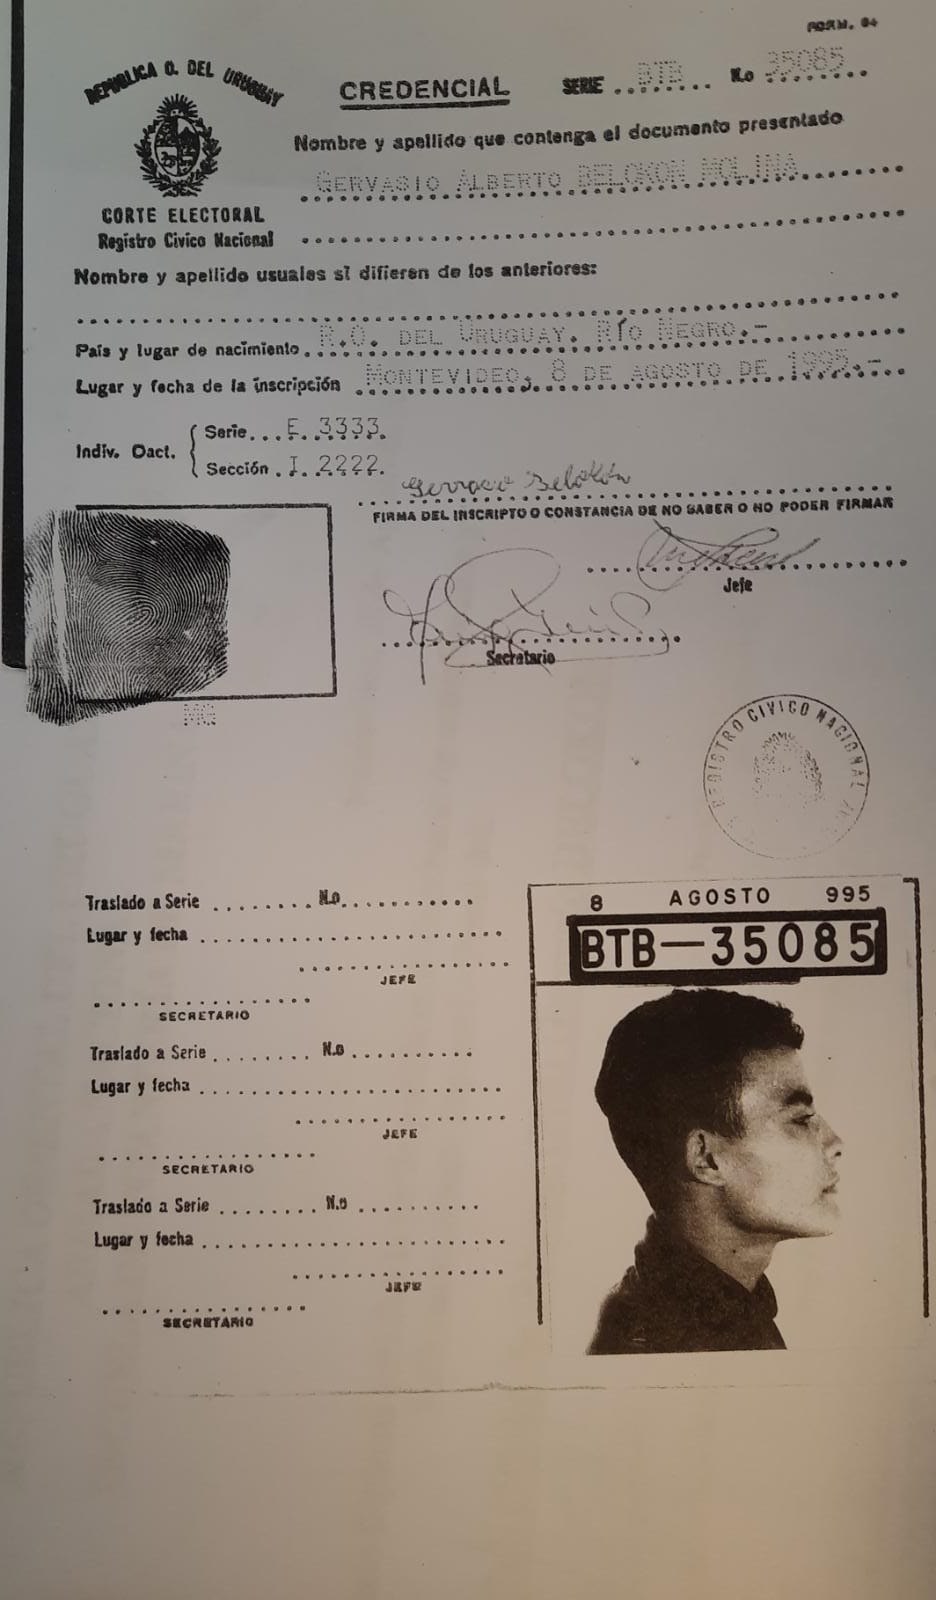 FORM. 04
REPUBLICA O. DEL URUGUAY
CREDENCIAL
SERIE BTB No 35085
Nombre y apellido que contenga el documento presentado
GERVASIO ALBERTO BELOKON MOLINA
CORTE ELECTORAL
Registro Civico Nacional
Nombre y apellido usuales si difieren de los anteriores:
País y lugar de nacimiento R.O. DEL URUGUAY. RÍO NEGRO.-
Lugar y fecha de la inscripción MONTEVIDEO, 8 DE AGOSTO DE 1995.-
Indiv. Dact.
Serie E 3333
Sección I 2222
Gervasio Belokon
FIRMA DEL INSCRIPTO O CONSTANCIA DE NO SABER O NO PODER FIRMAR
Jefe
Secretario
MG
REGISTRO CIVICO NACIONAL
Traslado a Serie N.o
Lugar y fecha
JEFE
SECRETARIO
Traslado a Serie N.o
Lugar y fecha
JEFE
SECRETARIO
Traslado a Serie N.o
Lugar y fecha
JEFE
SECRETARIO
8 AGOSTO 995
BTB—35085